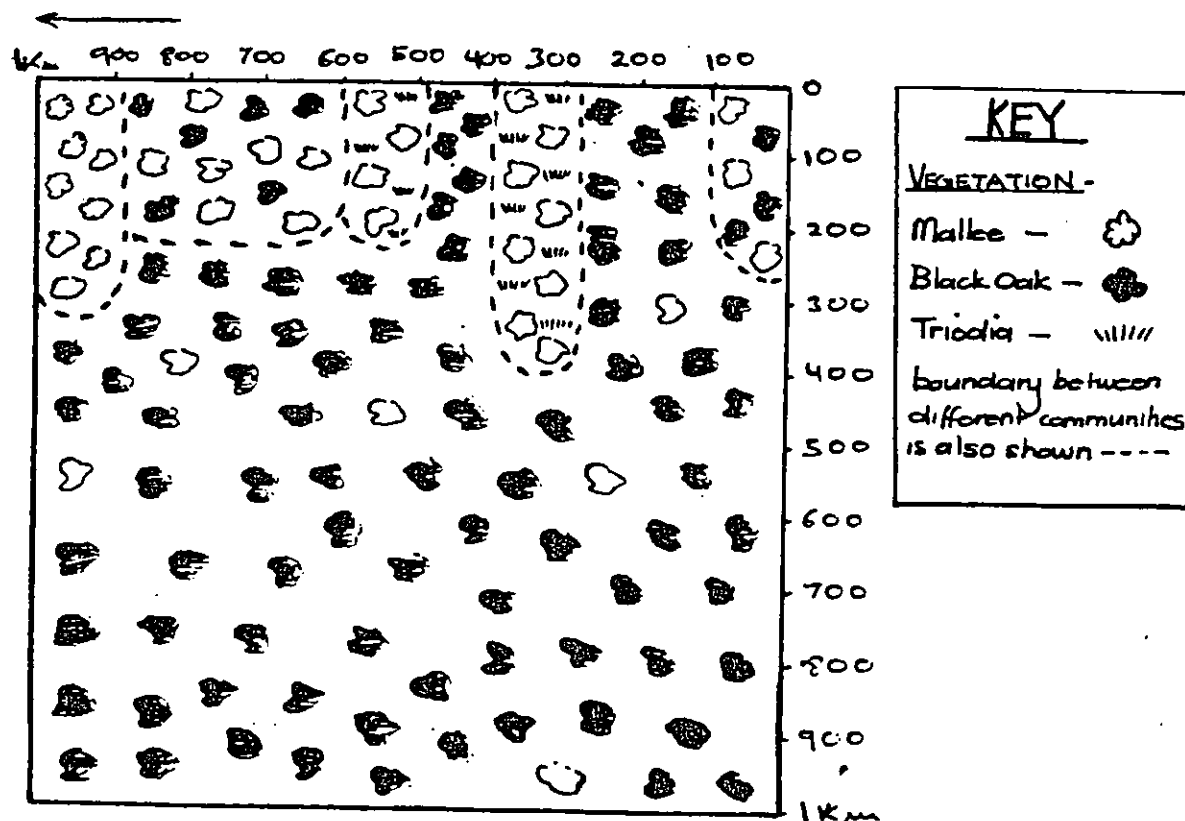 1Km 900 800 700 600 500 400 300 200 100
0
100
200
300
400
500
600
700
800
900
1Km
KEY
VEGETATION -
Mallee -
Black Oak -
Triodia -
boundary between
different communities
is also shown ----